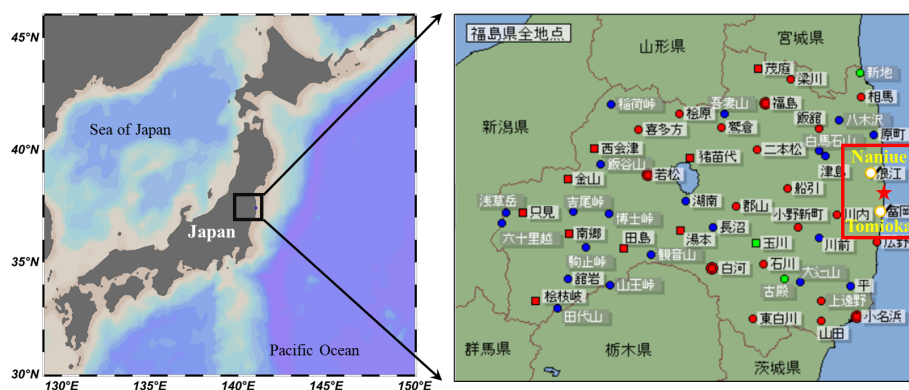 45°N
40°N
35°N
30°N
130°E
135°E
140°E
145°E
150°E
Sea of Japan
Japan
Pacific Ocean
福島県全地点
山形県
宮城県
新潟県
群馬県
栃木県
茨城県
茂庭
梁川
新地
相馬
稲荷峠
桧原
吾妻山
福島
飯舘
八木沢
原町
喜多方
鷲倉
白馬石山
西会津
飯谷山
猪苗代
二本松
津島
Naniue
浪江
金山
若松
船引
浅草岳
只見
吉尾峠
博士峠
湖南
郡山
小野新町
川内
富岡
Tomioka
六十里越
南郷
田島
湯本
長沼
玉川
川前
広野
駒止峠
観音山
白河
石川
大辷山
舘岩
山王峠
古殿
平
桧枝岐
田代山
上遠野
東白川
山田
小名浜